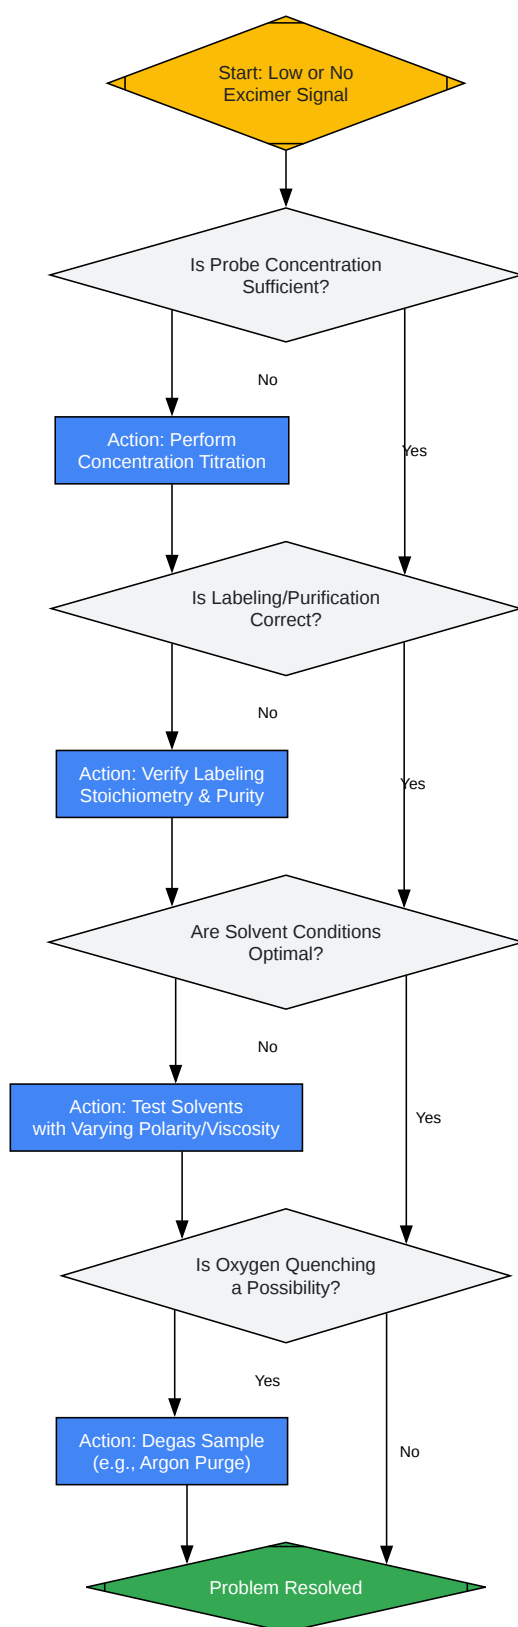 Start: Low or No
Excimer Signal
Is Probe Concentration
Sufficient?
No
Action: Perform
Concentration Titration
Yes
Is Labeling/Purification
Correct?
No
Action: Verify Labeling
Stoichiometry & Purity
Yes
Are Solvent Conditions
Optimal?
No
Action: Test Solvents
with Varying Polarity/Viscosity
Yes
Is Oxygen Quenching
a Possibility?
Yes
Action: Degas Sample
(e.g., Argon Purge)
No
Problem Resolved